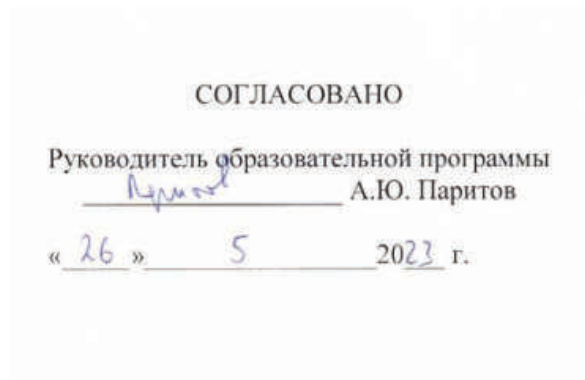 СОГЛАСОВАНО
Руководитель образовательной программы
А.Ю. Паритов
« 26 » 5 2023 г.